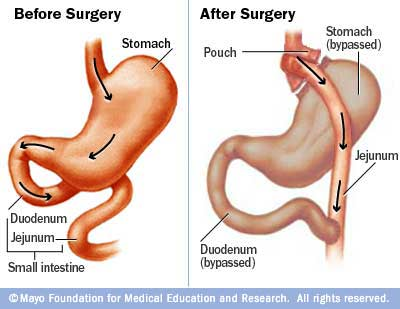 Before Surgery
Stomach
Duodenum
Jejunum
Small intestine
After Surgery
Stomach
(bypassed)
Pouch
Jejunum
Duodenum
(bypassed)
©Mayo Foundation for Medical Education and Research. All rights reserved.